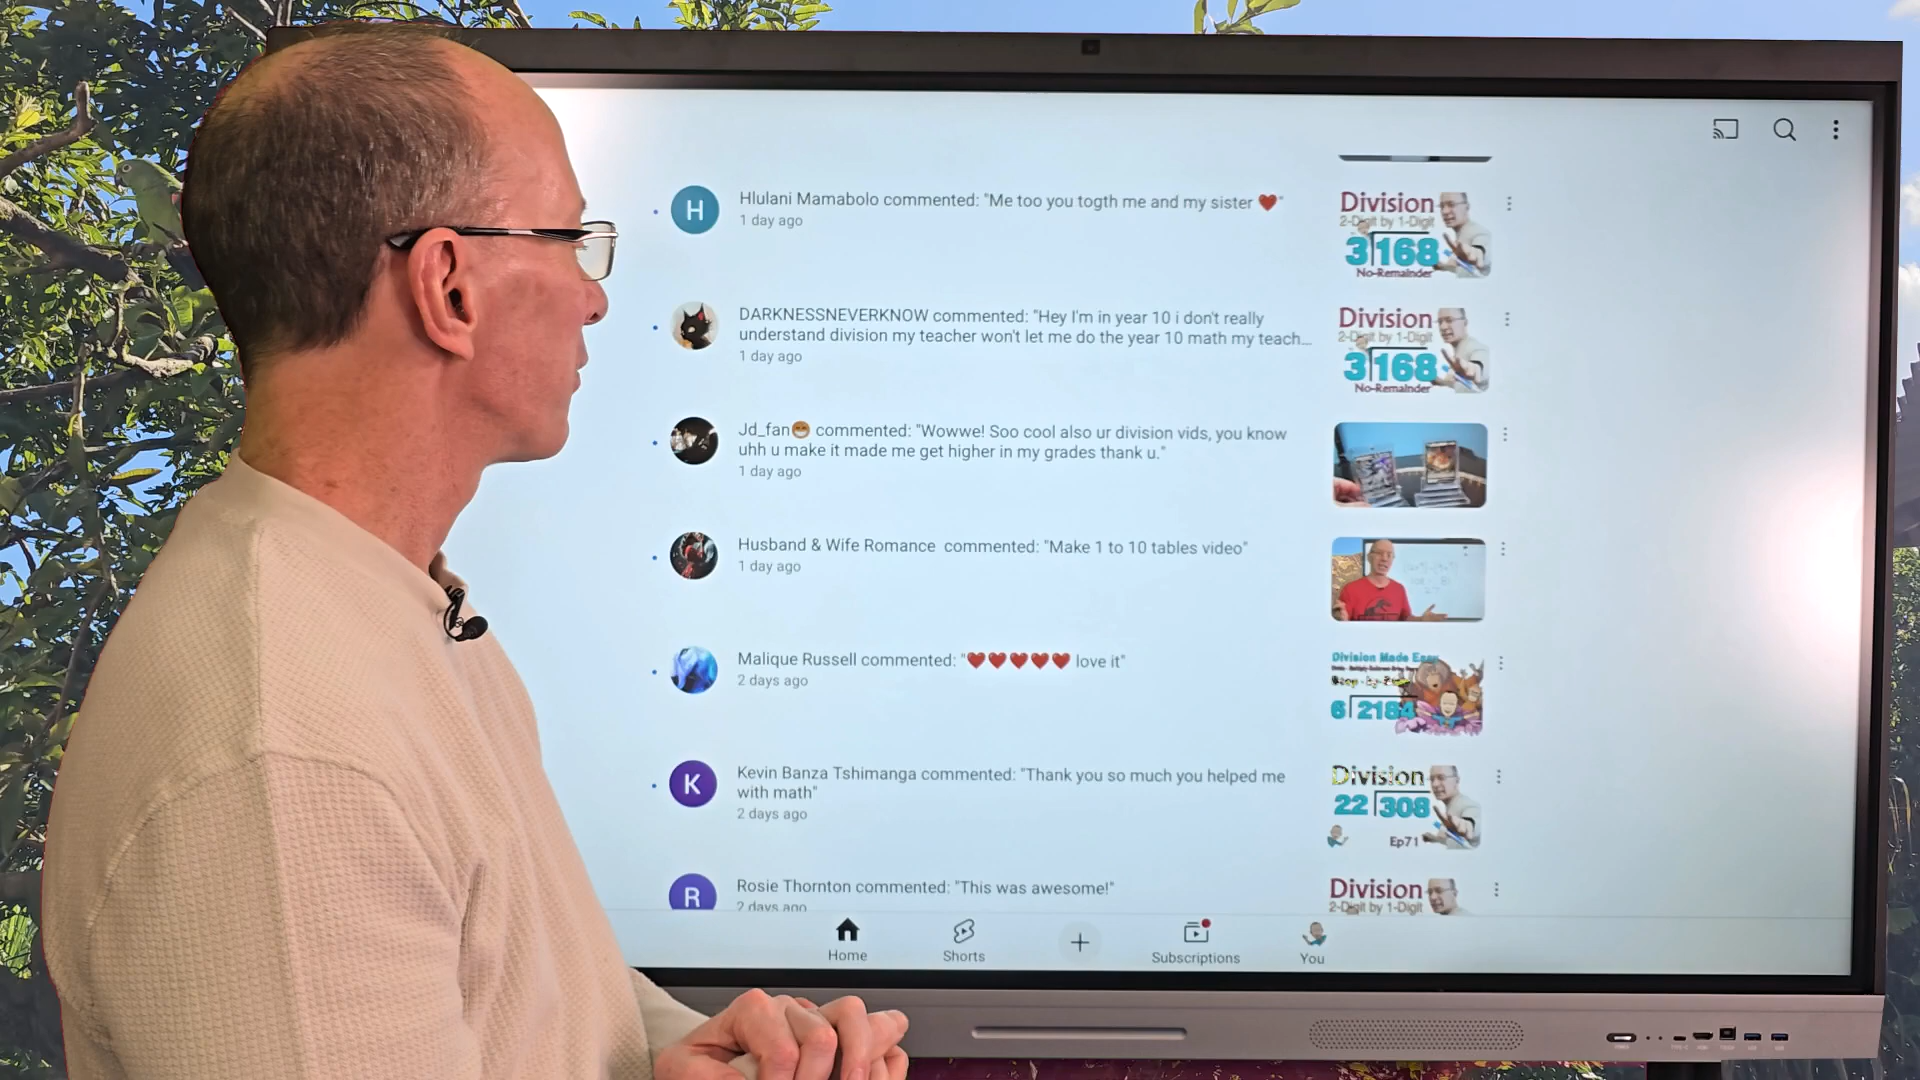 Hlulani Mamabolo commented: "Me too you togth me and my sister ❤️"
1 day ago
Division
2-Digit by 1-Digit
3 168
No-Remainder
DARKNESSNEVERKNOW commented: "Hey I'm in year 10 i don't really
understand division my teacher won't let me do the year 10 math my teach...
1 day ago
Division
2-Digit by 1-Digit
3 168
No-Remainder
Jd_fan😁 commented: "Wowwe! Soo cool also ur division vids, you know
uhh u make it made me get higher in my grades thank u."
1 day ago
Husband & Wife Romance commented: "Make 1 to 10 tables video"
1 day ago
Malique Russell commented: "❤️❤️❤️❤️❤️ love it"
2 days ago
Division Made Easy
6 2184
Kevin Banza Tshimanga commented: "Thank you so much you helped me
with math"
2 days ago
Division
22 308
Ep71
Rosie Thornton commented: "This was awesome!"
2 days ago
Division
2-Digit by 1-Digit
H
K
R
Home
Shorts
Subscriptions
You